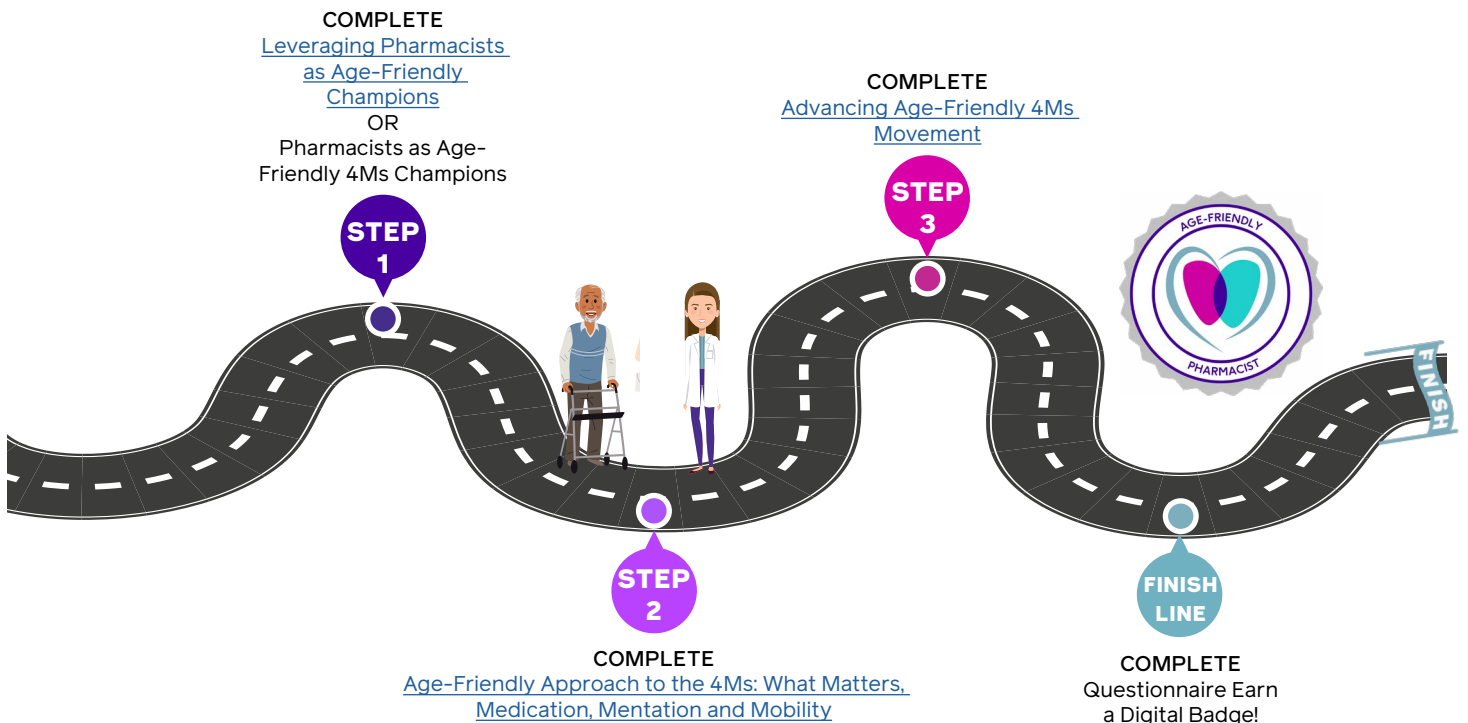 COMPLETE
Leveraging Pharmacists
as Age-Friendly
Champions
OR
Pharmacists as Age-
Friendly 4Ms Champions
STEP
1
COMPLETE
Age-Friendly Approach to the 4Ms: What Matters,
Medication, Mentation and Mobility
STEP
2
COMPLETE
Advancing Age-Friendly 4Ms
Movement
STEP
3
AGE-FRIENDLY
PHARMACIST
FINISH
FINISH
LINE
COMPLETE
Questionnaire Earn
a Digital Badge!